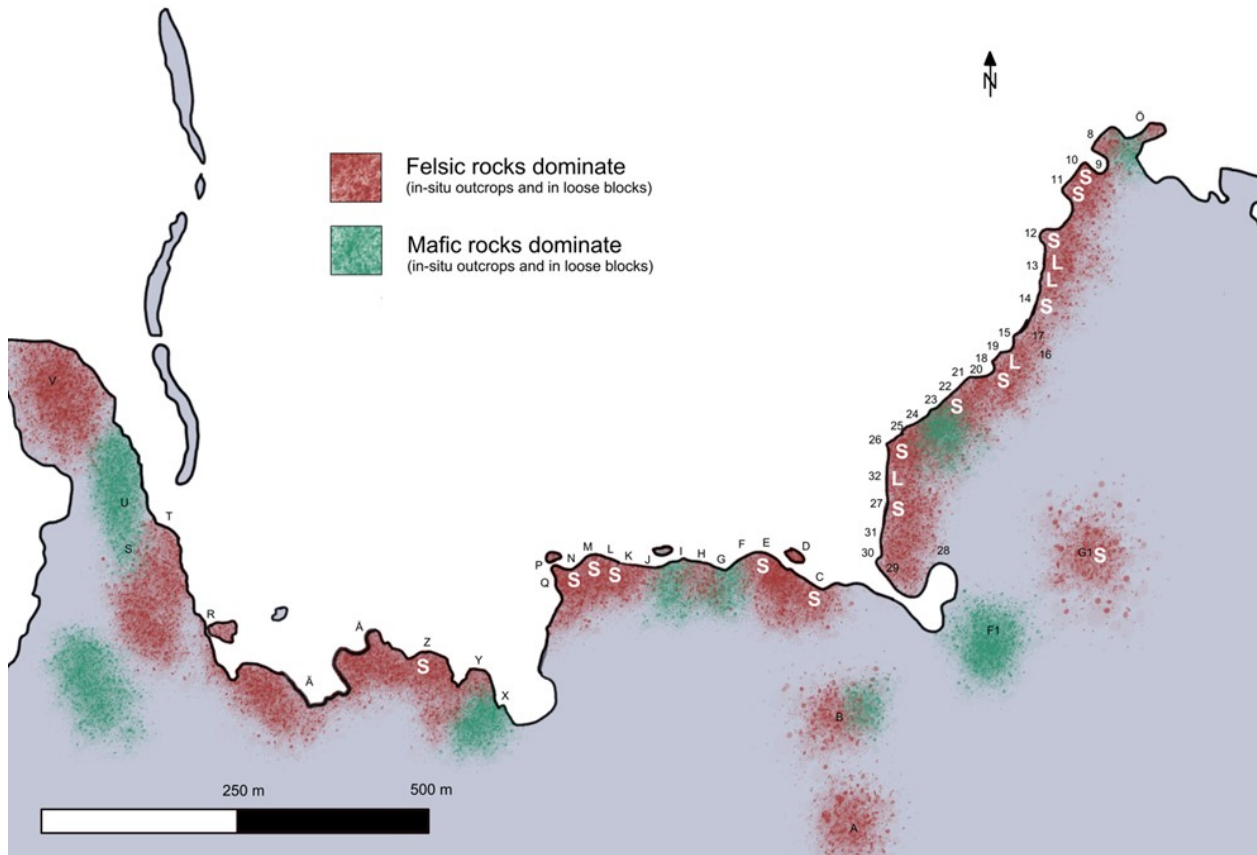 N
Ö
8
9
10
11
Felsic rocks dominate
(in-situ outcrops and in loose blocks)
S
S
12
S
Mafic rocks dominate
(in-situ outcrops and in loose blocks)
L
13
L
14
S
15
17
16
19
18
L
20
S
21
22
S
23
24
25
26
S
V
32
L
27
S
U
T
31
S
30
29
28
G1
S
P
N
M
L
K
J
I
H
G
F
E
D
C
Q
S
S
S
S
S
R
F1
Å
Z
S
Y
X
Ä
B
A
250 m
500 m